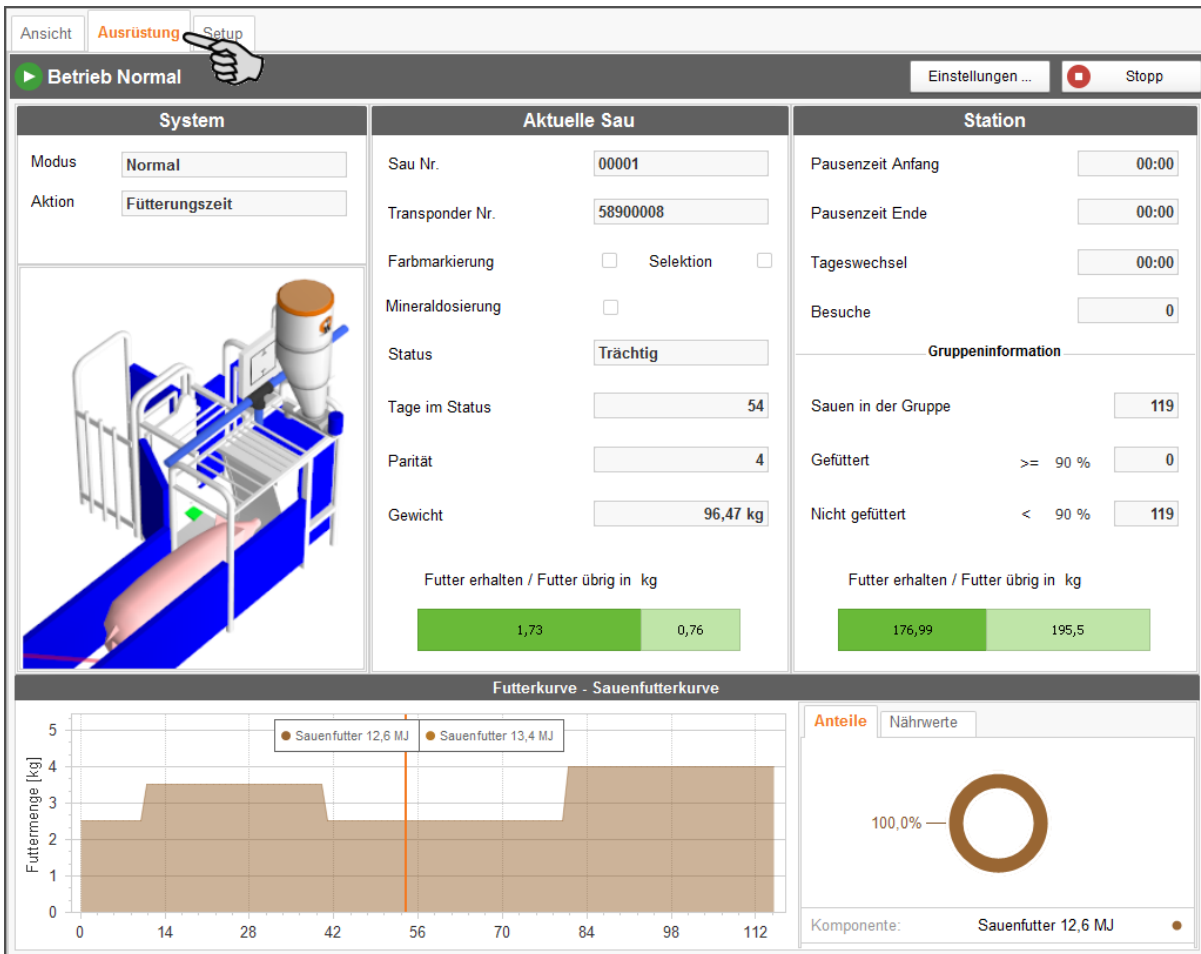 Ansicht Ausrüstung Setup
Betrieb Normal Einstellungen ... Stopp
System
Modus Normal
Aktion Fütterungszeit
Aktuelle Sau
Sau Nr. 00001
Transponder Nr. 58900008
Farbmarkierung Selektion
Mineraldosierung
Status Trächtig
Tage im Status 54
Parität 4
Gewicht 96,47 kg
Futter erhalten / Futter übrig in kg
1,73 0,76
Station
Pausenzeit Anfang 00:00
Pausenzeit Ende 00:00
Tageswechsel 00:00
Besuche 0
Gruppeninformation
Sauen in der Gruppe 119
Gefüttert >= 90 % 0
Nicht gefüttert < 90 % 119
Futter erhalten / Futter übrig in kg
176,99 195,5
Futterkurve - Sauenfutterkurve
Sauenfutter 12,6 MJ Sauenfutter 13,4 MJ
Futtermenge [kg]
5
4
3
2
1
0
0 14 28 42 56 70 84 98 112
Anteile Nährwerte
100,0%
Komponente: Sauenfutter 12,6 MJ